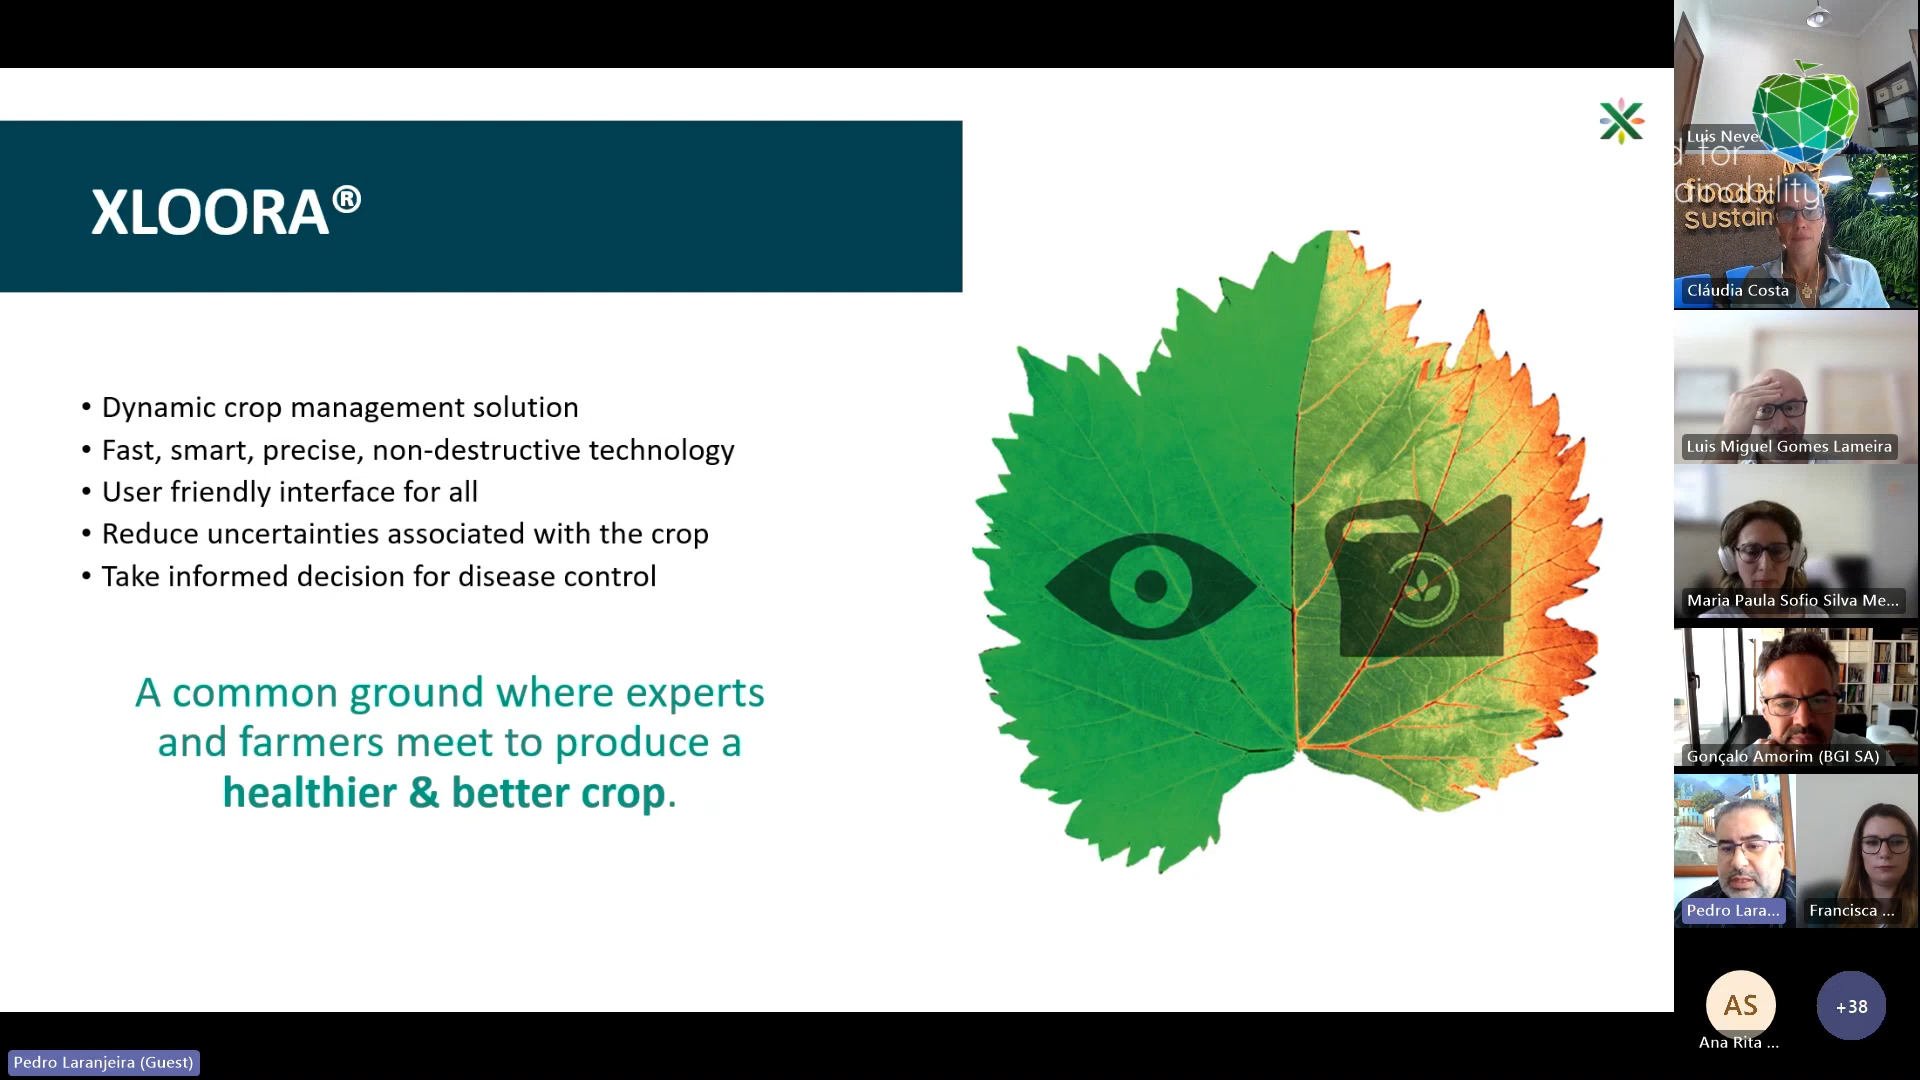 XLOORA®
• Dynamic crop management solution
• Fast, smart, precise, non-destructive technology
• User friendly interface for all
• Reduce uncertainties associated with the crop
• Take informed decision for disease control
A common ground where experts
and farmers meet to produce a
healthier & better crop.
Luis Neve
d for
food
sustain
Cláudia Costa
Luis Miguel Gomes Lameira
Maria Paula Sofio Silva Me...
Gonçalo Amorim (BGI SA)
Pedro Lara...
Francisca ...
AS
+38
Ana Rita ...
Pedro Laranjeira (Guest)